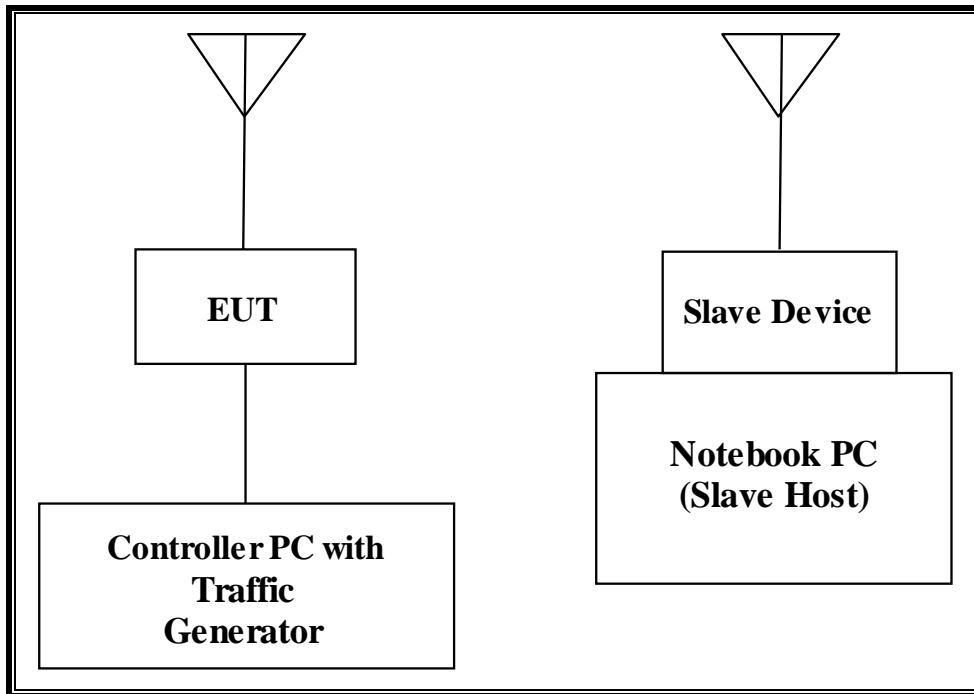 EUT
Controller PC with
Traffic
Generator
Slave Device
Notebook PC
(Slave Host)